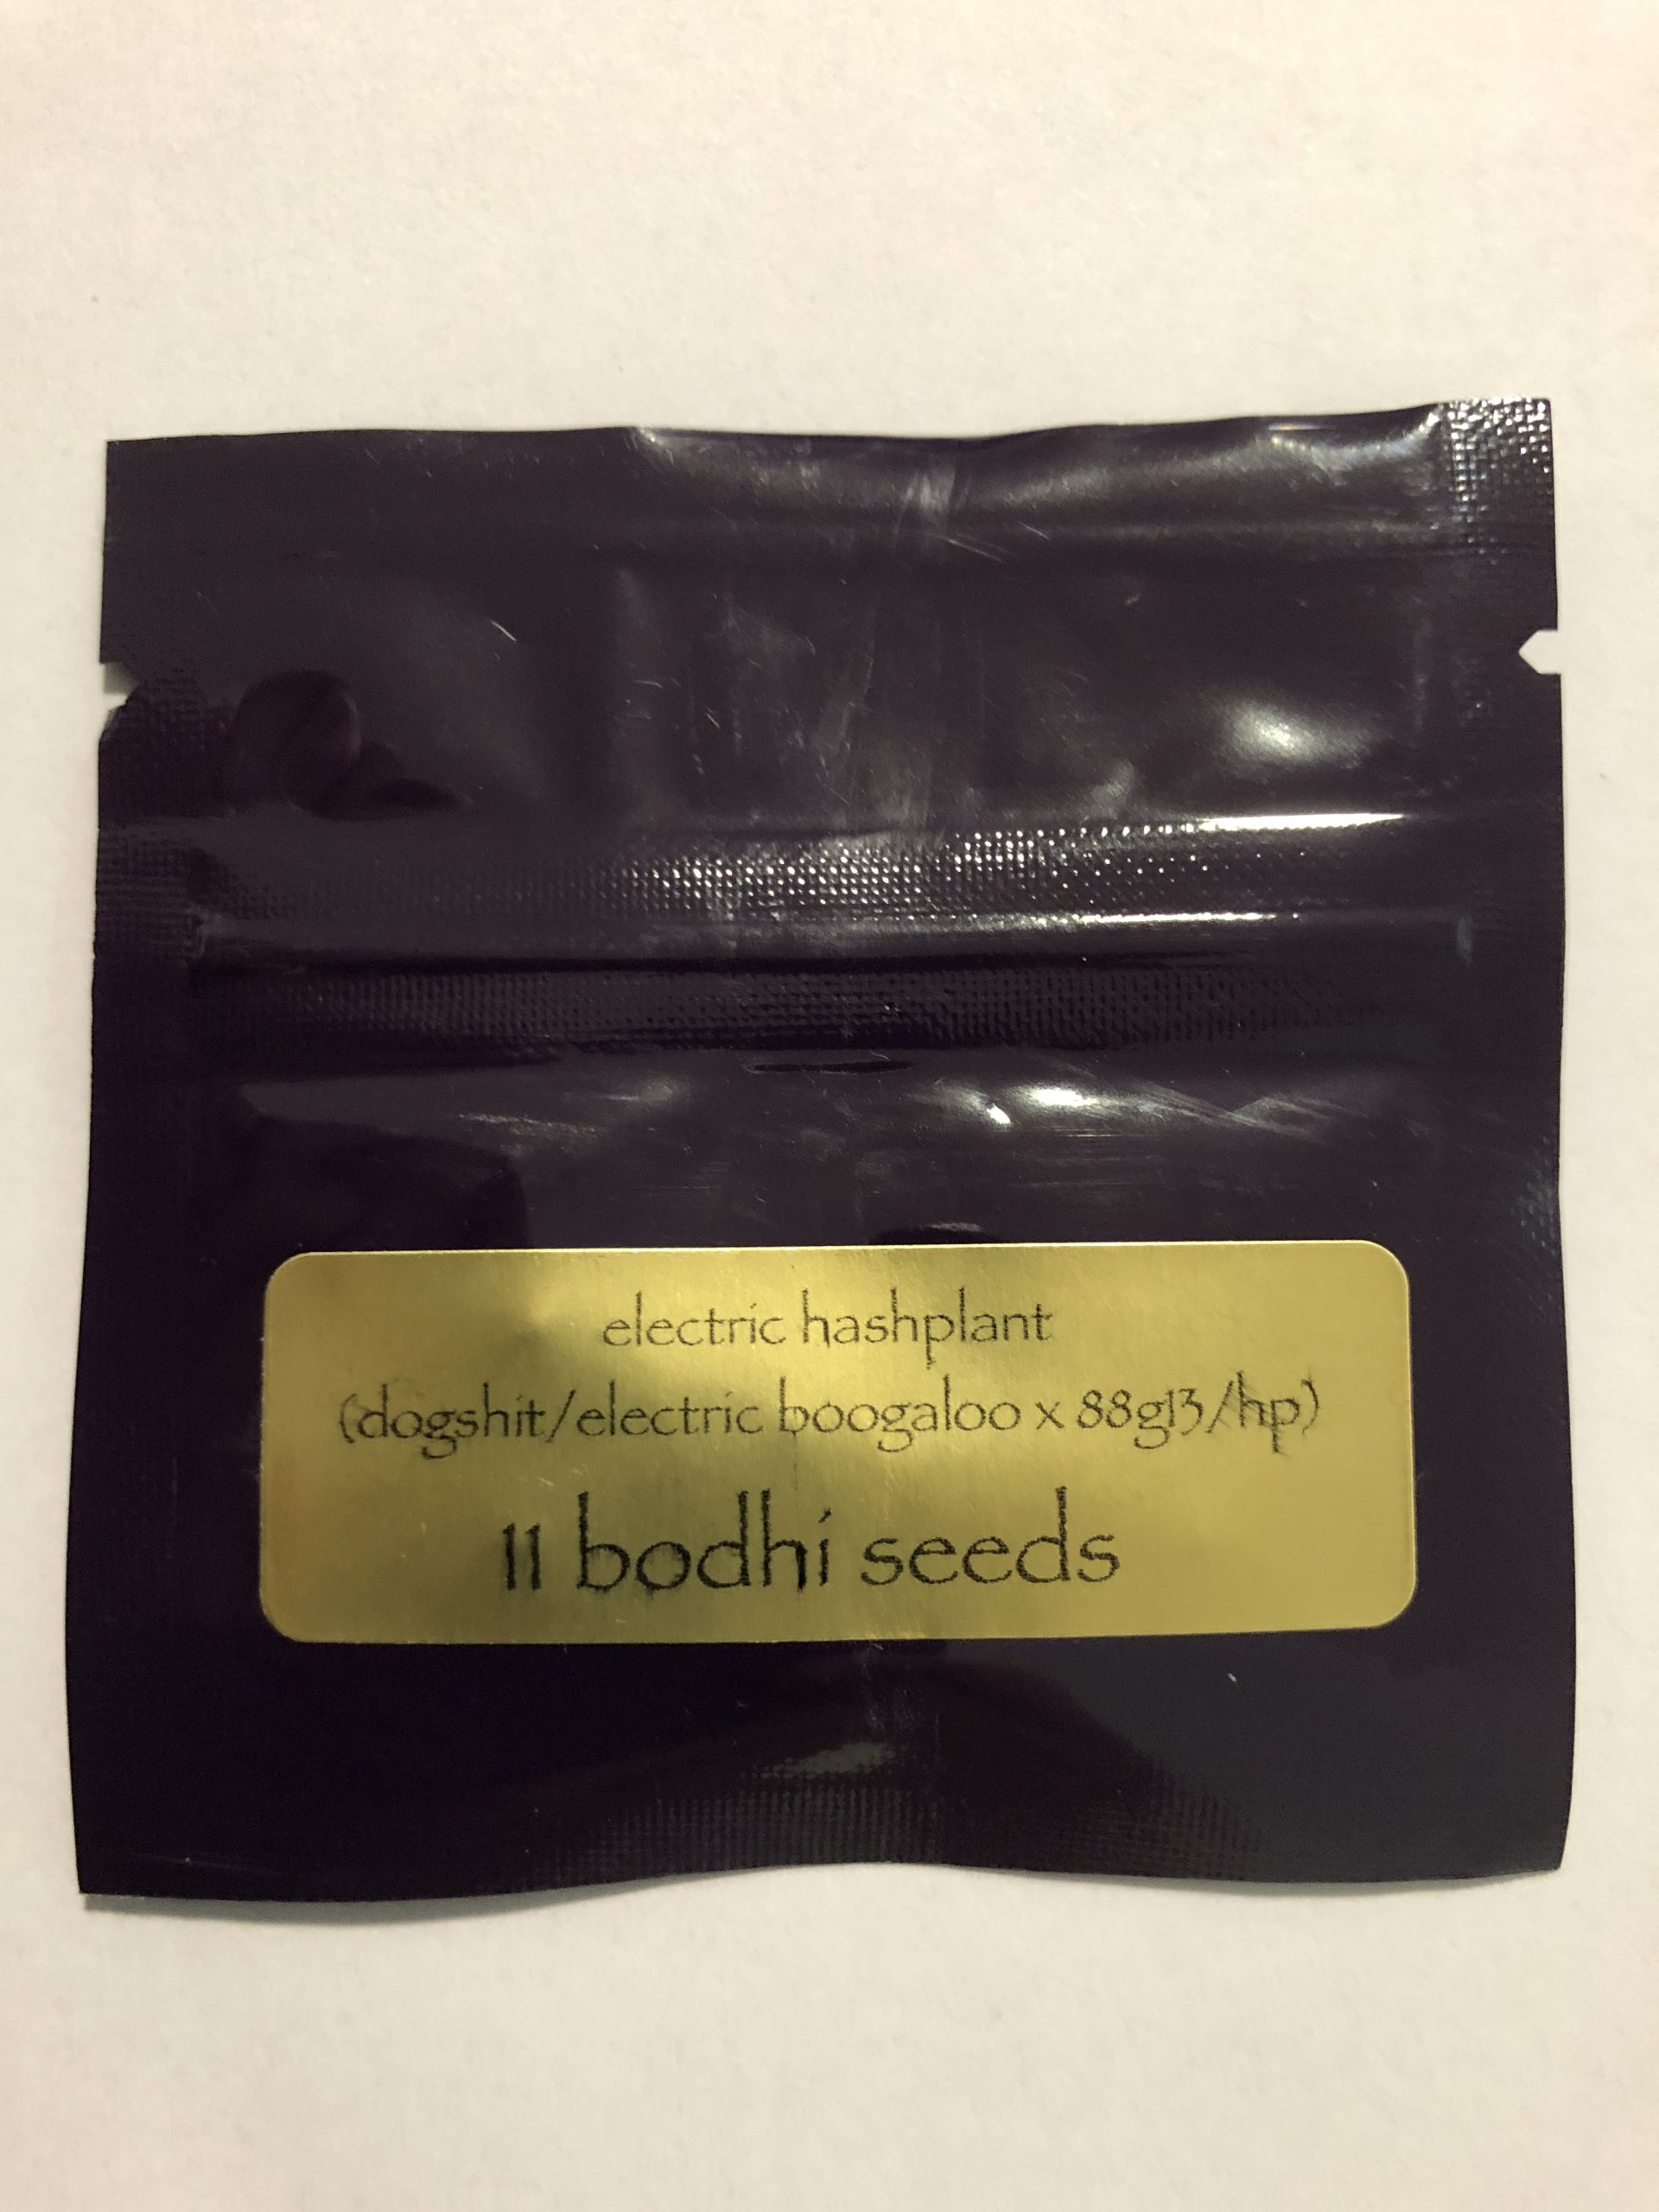 electric hashplant
(dogshit/electric boogaloo x 88g13/hp)
11 bodhi seeds